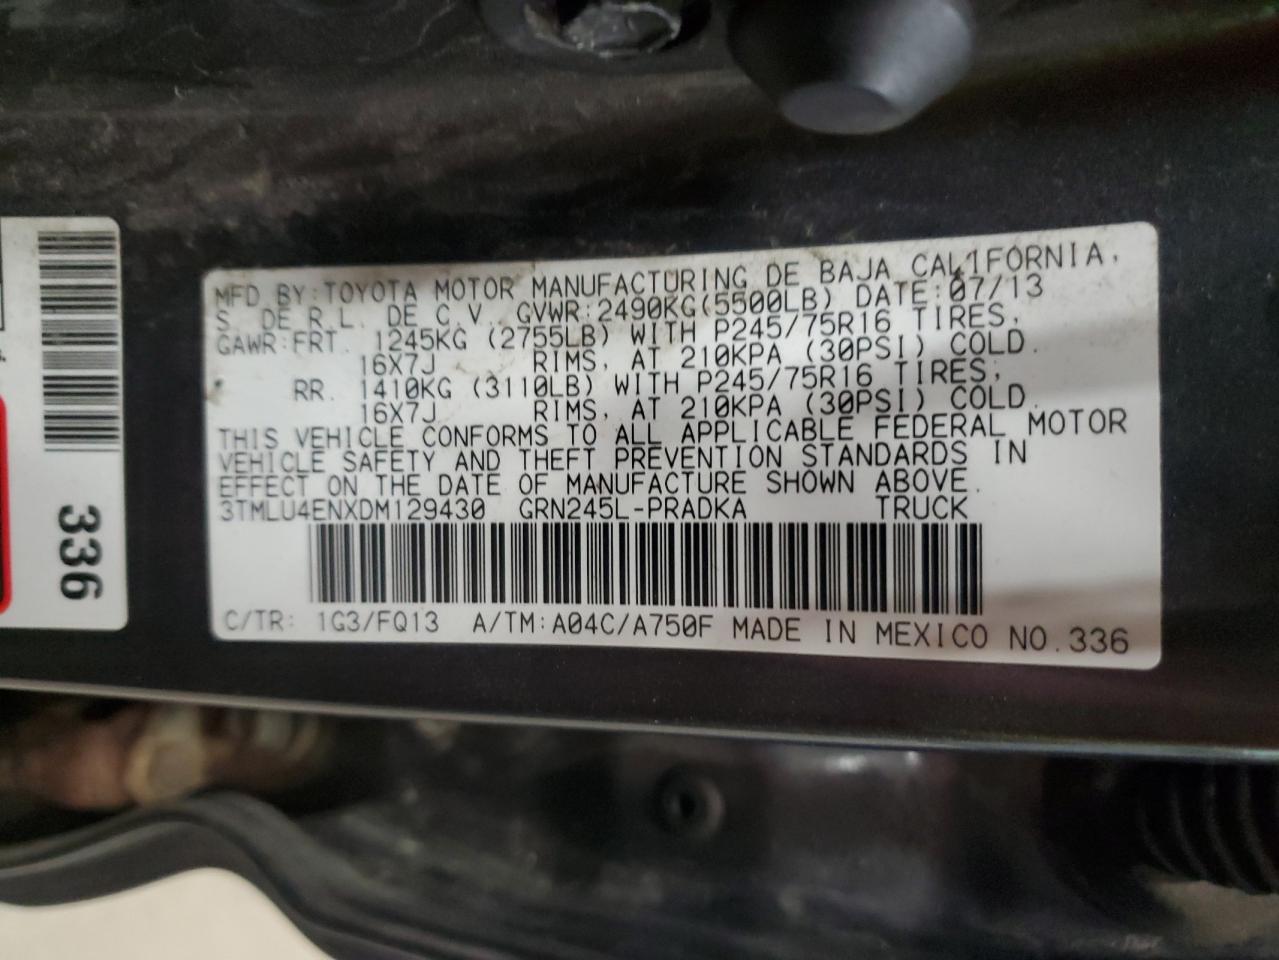 MFD. BY: TOYOTA MOTOR MANUFACTURING DE BAJA CALIFORNIA,
S. DE R.L. DE C.V. GVWR:2490KG(5500LB) DATE:07/13
GAWR:FRT. 1245KG (2755LB) WITH P245/75R16 TIRES,
16X7J RIMS, AT 210KPA (30PSI) COLD.
RR. 1410KG (3110LB) WITH P245/75R16 TIRES,
16X7J RIMS, AT 210KPA (30PSI) COLD.
THIS VEHICLE CONFORMS TO ALL APPLICABLE FEDERAL MOTOR
VEHICLE SAFETY AND THEFT PREVENTION STANDARDS IN
EFFECT ON THE DATE OF MANUFACTURE SHOWN ABOVE.
3TMLU4ENXDM129430 GRN245L-PRADKA TRUCK
C/TR: 1G3/FQ13 A/TM:A04C/A750F MADE IN MEXICO NO.336
336